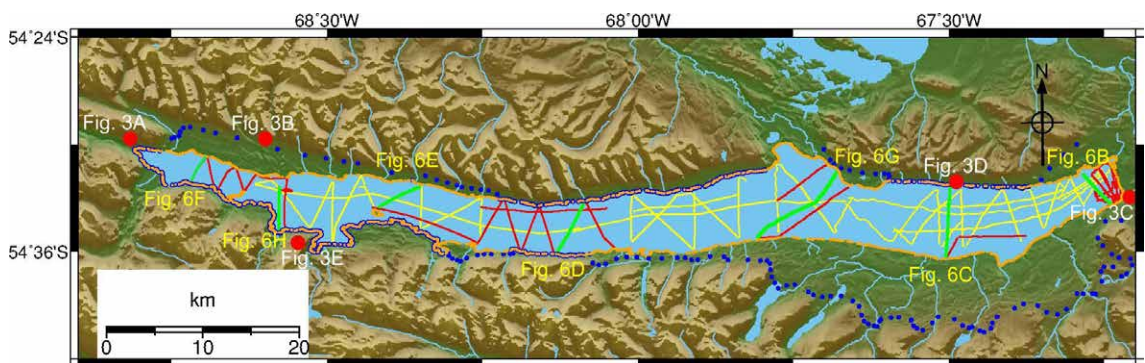 68°30'W 68°00'W 67°30'W
54°24'S
N
Fig. 3A
Fig. 3B
Fig. 6E
Fig. 6G
Fig. 3D
Fig. 6B
Fig. 6F
Fig. 3C
Fig. 6H
Fig. 3E
54°36'S
Fig. 6D
Fig. 6C
km
0 10 20